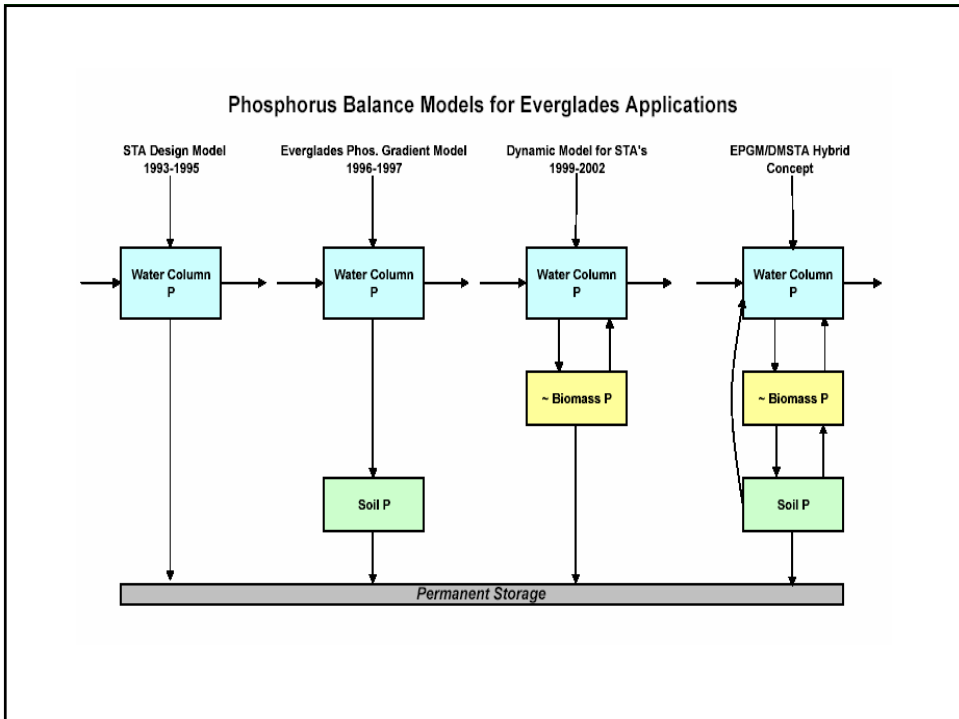 Phosphorus Balance Models for Everglades Applications
STA Design Model
1993-1995
Everglades Phos. Gradient Model
1996-1997
Dynamic Model for STA's
1999-2002
EPGM/DMSTA Hybrid
Concept
Water Column
P
Water Column
P
Water Column
P
Water Column
P
~ Biomass P
~ Biomass P
Soil P
Soil P
Permanent Storage